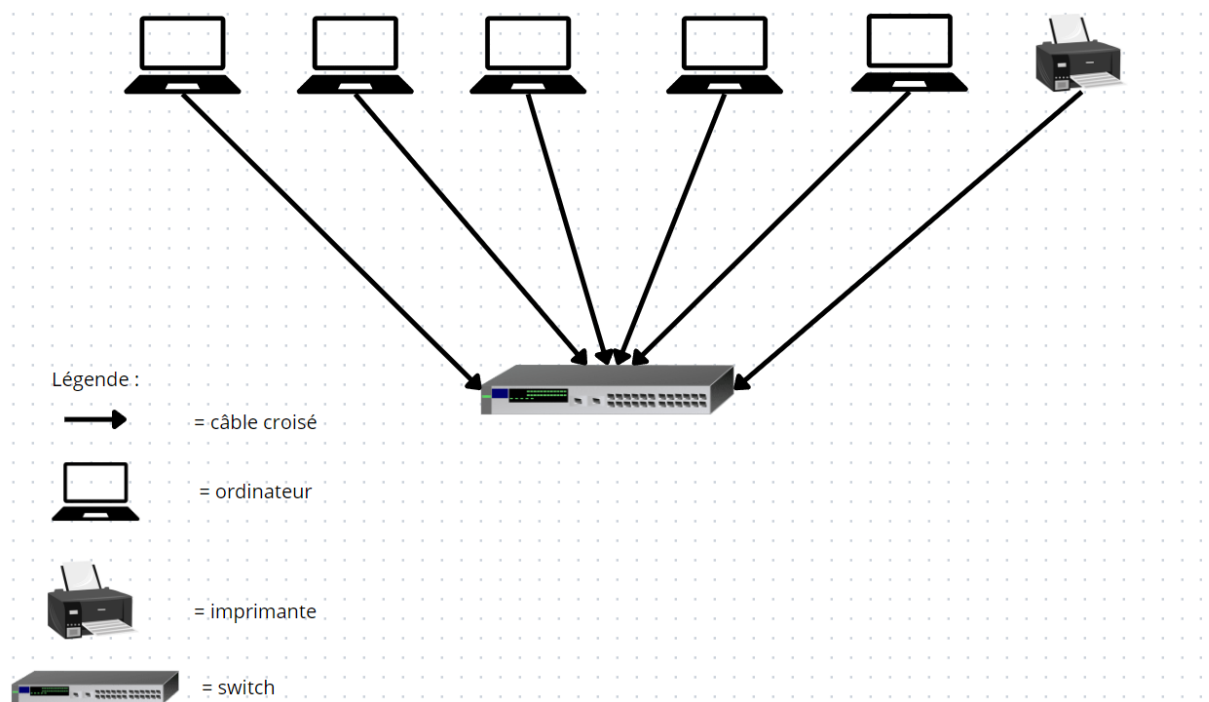 Légende :
= câble croisé
= ordinateur
= imprimante
= switch